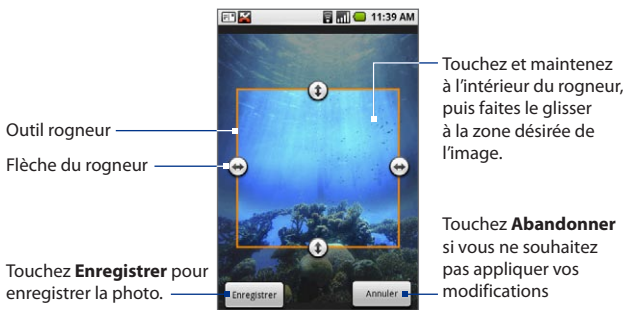 11:39 AM
Touchez et maintenez
à l'intérieur du rogneur,
puis faites le glisser
à la zone désirée de
l'image.
Outil rogneur
Flèche du rogneur
Touchez Abandonner
si vous ne souhaitez
pas appliquer vos
modifications
Touchez Enregistrer pour
enregistrer la photo.
Enregistrer
Annuler